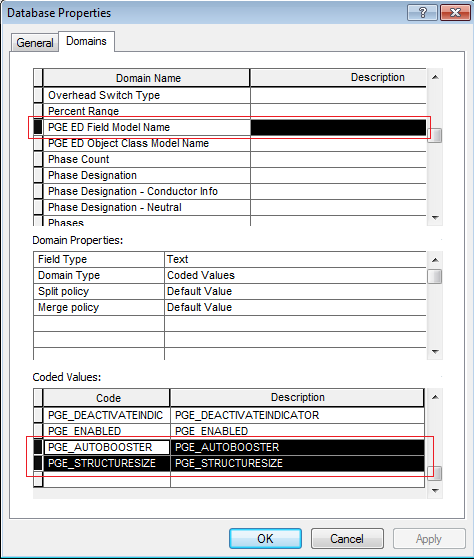 Database Properties
General Domains
Domain Name Description
Overhead Switch Type
Percent Range
PGE ED Field Model Name
PGE ED Object Class Model Name
Phase Count
Phase Designation
Phase Designation - Conductor Info
Phase Designation - Neutral
Phases
Domain Properties:
Field Type Text
Domain Type Coded Values
Split policy Default Value
Merge policy Default Value
Coded Values:
Code Description
PGE_DEACTIVATEINDIC PGE_DEACTIVATEINDICATOR
PGE_ENABLED PGE_ENABLED
PGE_AUTOBOOSTER PGE_AUTOBOOSTER
PGE_STRUCTURESIZE PGE_STRUCTURESIZE
OK Cancel Apply